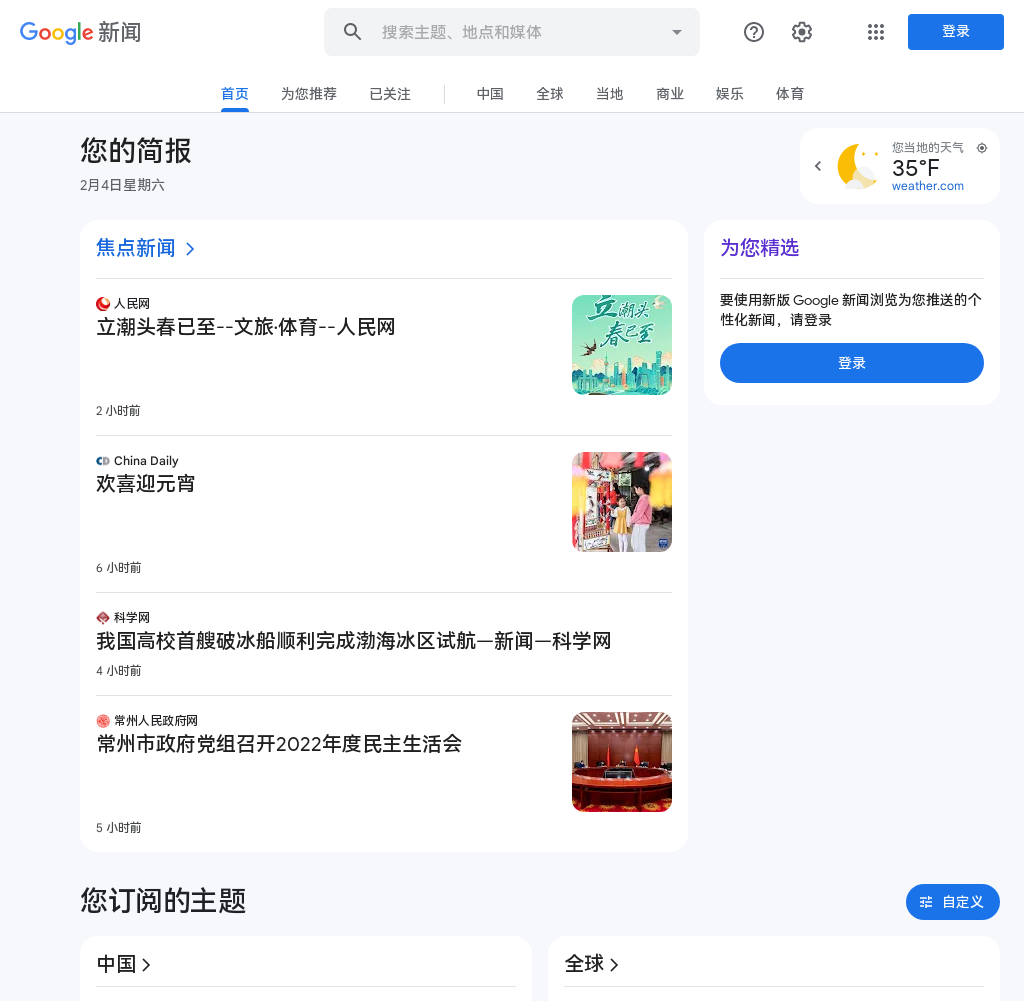 Google 新闻
搜索主题、地点和媒体
登录
首页
为您推荐
已关注
中国
全球
当地
商业
娱乐
体育
您的简报
2月4日星期六
您当地的天气
35°F
weather.com
焦点新闻
人民网
立潮头春已至--文旅·体育--人民网
立潮头
春已至
2 小时前
China Daily
欢喜迎元宵
6 小时前
科学网
我国高校首艘破冰船顺利完成渤海冰区试航—新闻—科学网
4 小时前
常州人民政府网
常州市政府党组召开2022年度民主生活会
5 小时前
为您精选
要使用新版 Google 新闻浏览为您推送的个
性化新闻，请登录
登录
您订阅的主题
自定义
中国
全球